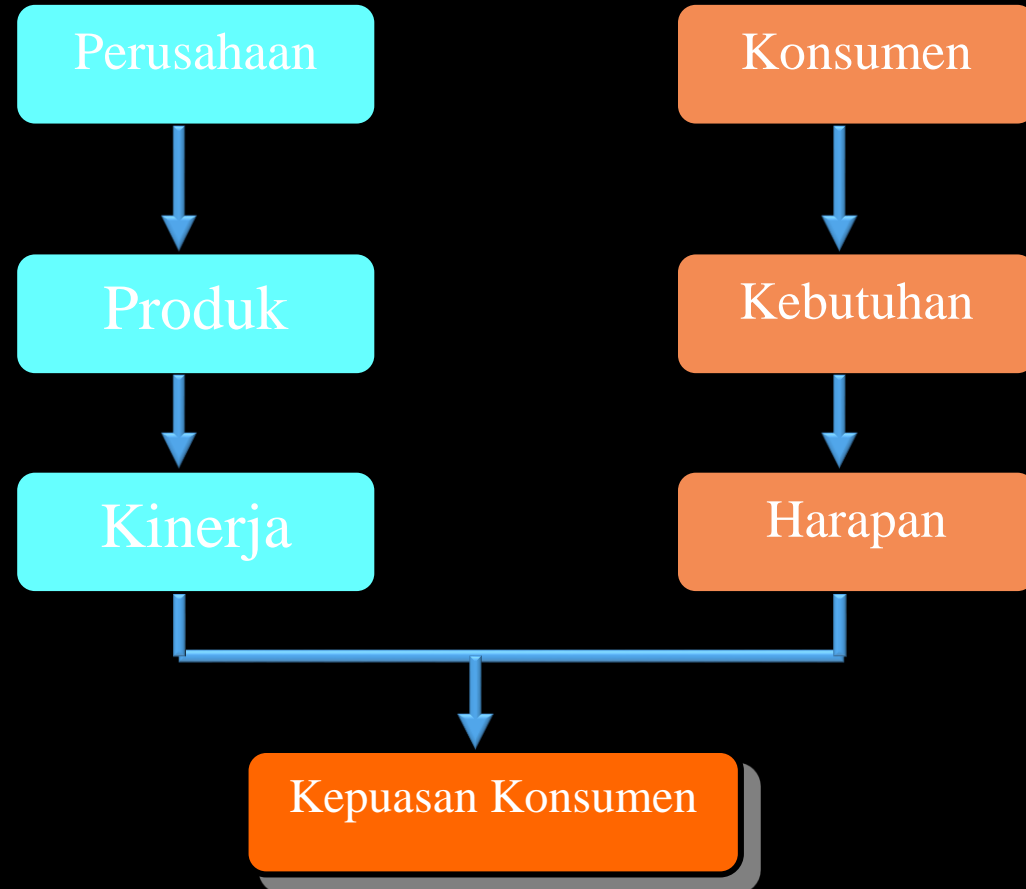 Perusahaan
Konsumen
Produk
Kebutuhan
Kinerja
Harapan
Kepuasan Konsumen